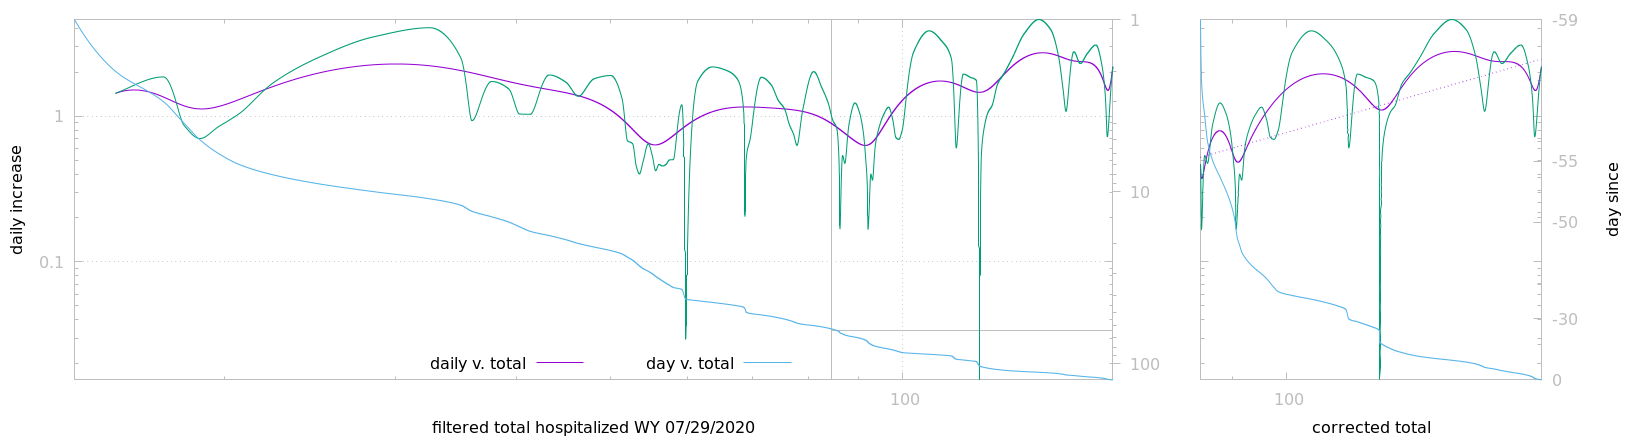 daily increase
1
0.1
daily v. total
day v. total
1
10
100
100
filtered total hospitalized WY 07/29/2020
-59
-55
-50
-30
0
day since
100
corrected total